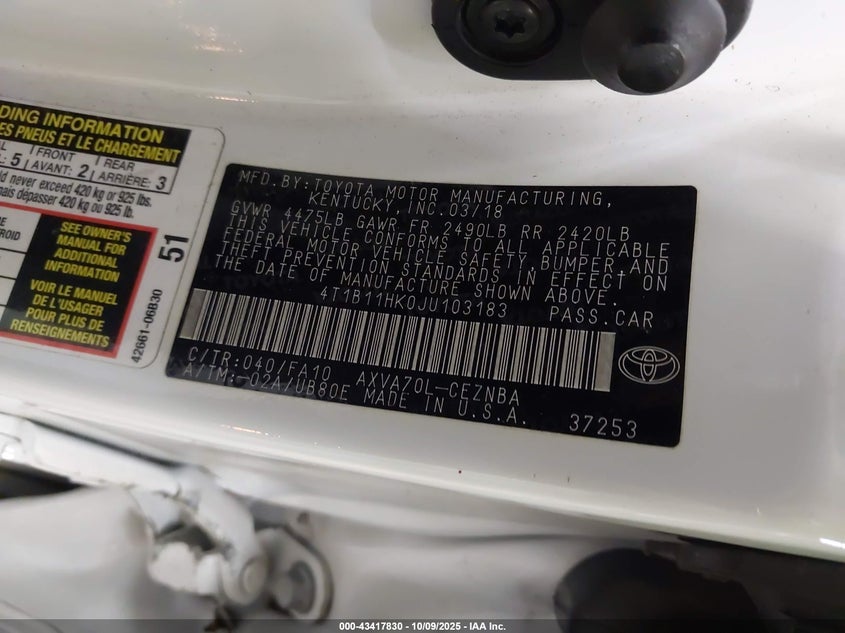 DING INFORMATION
ES PNEUS ET LE CHARGEMENT
5 FRONT AVANT: 2 REAR ARRIÈRE: 3
ld never exceed 420 kg or 925 lbs.
mais dépasser 420 kg ou 925 lb.
SEE OWNER'S
MANUAL FOR
ADDITIONAL
INFORMATION
VOIR LE MANUEL
DE L'USAGER
POUR PLUS DE
RENSEIGNEMENTS
51
42661-06B30
MFD.BY:TOYOTA MOTOR MANUFACTURING,
KENTUCKY,INC.03/18
GVWR 4475LB GAWR FR 2490LB RR 2420LB
THIS VEHICLE CONFORMS TO ALL APPLICABLE
FEDERAL MOTOR VEHICLE SAFETY,BUMPER,AND
THEFT PREVENTION STANDARDS IN EFFECT ON
THE DATE OF MANUFACTURE SHOWN ABOVE.
4T1B11HK0JU103183 PASS.CAR
C/TR:040/FA10 AXVA70L-CEZNBA
A/TM:-02A/UB80E MADE IN U.S.A.
37253
000-43417830 - 10/09/2025 - IAA Inc.